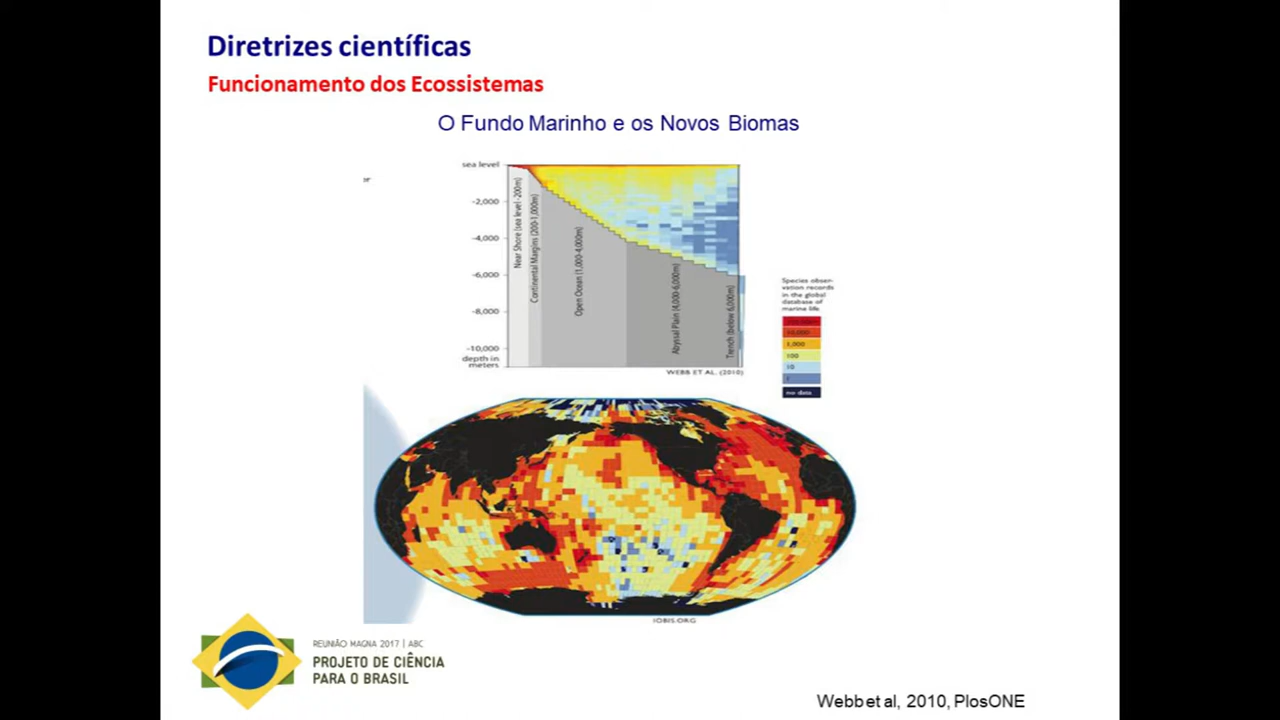 Diretrizes científicas
Funcionamento dos Ecossistemas
O Fundo Marinho e os Novos Biomas
sea level
-2,000
-4,000
-6,000
-8,000
-10,000
depth in
meters
Near Shore (sea level-200m)
Continental Margins (200-1,000m)
Open Ocean (1,000-4,000m)
Abyssal Plain (4,000-6,000m)
Trench (below 6,000m)
WEBB ET AL. (2010)
Species obser-
vation records
in the global
database of
marine life
10,000
1,000
100
10
1
no data
IOBIS.ORG
REUNIÃO MAGNA 2017 | ABC
PROJETO DE CIÊNCIA
PARA O BRASIL
Webb et al, 2010, PlosONE